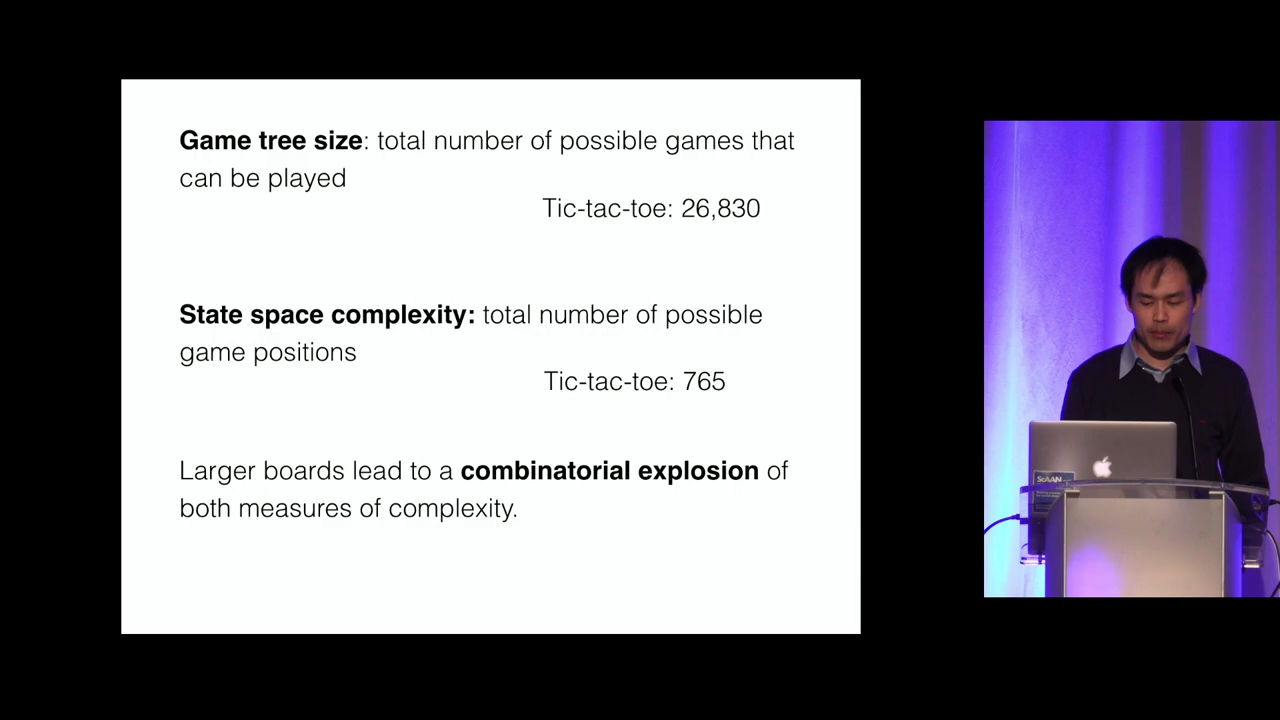 Game tree size: total number of possible games that
can be played
Tic-tac-toe: 26,830
State space complexity: total number of possible
game positions
Tic-tac-toe: 765
Larger boards lead to a combinatorial explosion of
both measures of complexity.